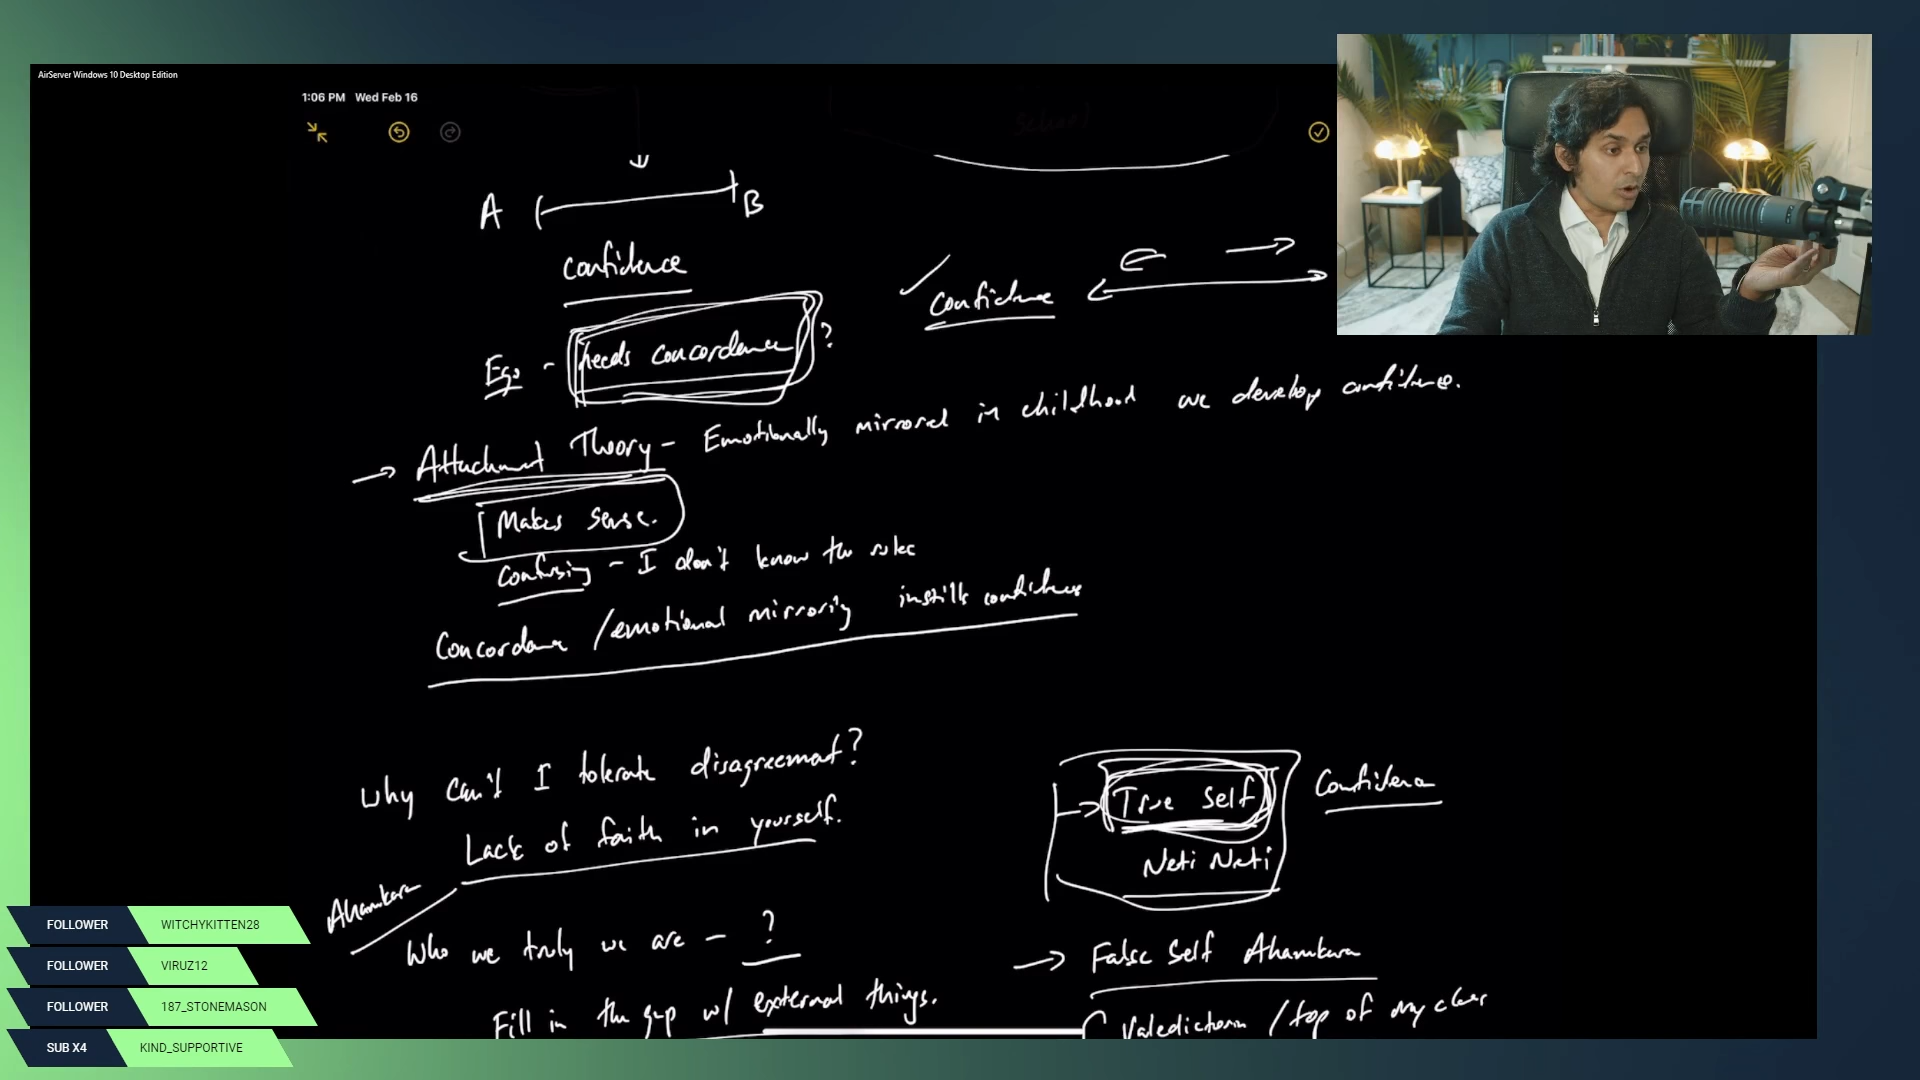 AirServer Windows 10 Desktop Edition
1:06 PM Wed Feb 16
School
A B
confidence
Confidence
Ego - needs concordance ?
Attachment Theory - Emotionally mirrored in childhood we develop confidence.
Makes sense.
Confusing - I don't know the rules
Concordance / emotional mirroring instills confidence
Why can't I tolerate disagreement?
Lack of faith in yourself.
True Self
Confidence
Neti Neti
Ahamkara
Who we truly we are - ?
False Self Ahamkara
Fill in the gap w/ external things.
Valedictorian / top of my class
FOLLOWER WITCHYKITTEN28
FOLLOWER VIRUZ12
FOLLOWER 187_STONEMASON
SUB X4 KIND_SUPPORTIVE